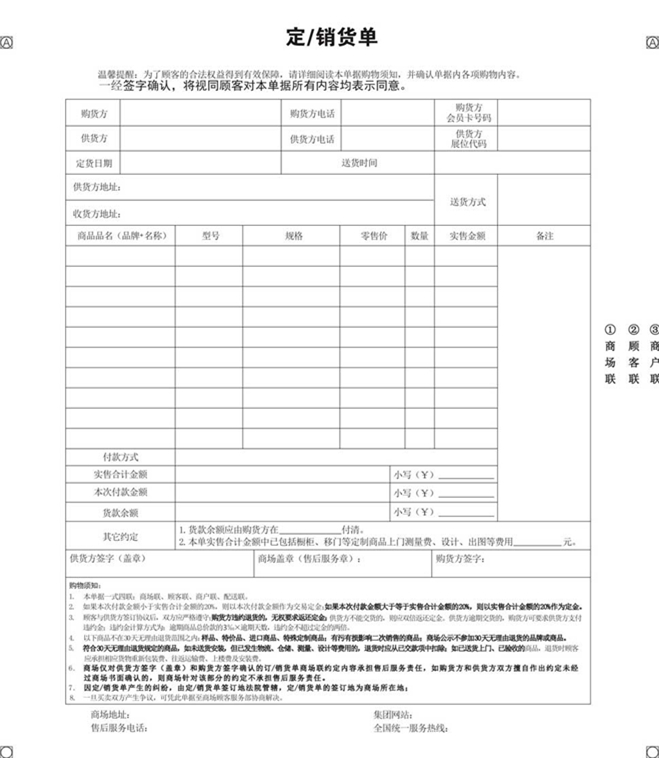 定/销货单
温馨提醒：为了顾客的合法权益得到有效保障，请详细阅读本单据购物须知，并确认单据内各项购物内容。
一经签字确认，将视同顾客对本单据所有内容均表示同意。
购货方 购货方电话 购货方会员卡号码
供货方 供货方电话 供货方展位代码
定货日期 送货时间
供货方地址：
送货方式
收货方地址：
商品品名（品牌+名称） 型号 规格 零售价 数量 实售金额 备注
① ② ③
商 顾 商
场 客 户
联 联 联
付款方式
实售合计金额 小写（¥）
本次付款金额 小写（¥）
货款余额 小写（¥）
其它约定
1. 货款余额应由购货方在__________付清。
2. 本单实售合计金额中已包括橱柜、移门等定制商品上门测量费、设计、出图等费用________元。
供货方签字（盖章） 商场盖章（售后服务章）： 购货方签字：
购物须知：
1. 本单据一式四联：商场联、顾客联、商户联、配送联。
2. 如果本次付款金额小于实售合计金额的20%，则以本次付款金额作为交易定金；如果本次付款金额大于等于实售合计金额的20%，则以实售合计金额的20%作为定金。
3. 顾客与供货方签订协议后，双方应严格遵守；购货方违约退货的，无权要求返还定金；供货方不能交货的，则应双倍返还定金。供货方逾期交货的，购货方可要求供货方支付
违约金；违约金计算方式为：逾期商品总价款的3‰×逾期天数，违约金不超过定金的两倍。
4. 以下商品不在30天无理由退货范围之内：样品、特价品、进口商品、特殊定制商品；有污有损影响二次销售的商品；商场公示不参加30天无理由退货的品牌或商品。
5. 符合30天无理由退货规定的商品，如未送货安装，但已发生物流、仓储、测量、设计等费用的，退货时应从已交款项中扣除；如已送货上门、已验收的商品，退货时顾客
应承担相应货物重新包装费、往返运输费、上楼费及安装费。
6. 商场仅对供货方签字（盖章）和购货方签字确认的订/销货单商场联约定内容承担售后服务责任，如购货方和供货方双方擅自作出约定未经
过商场书面确认的，则商场针对该部分的约定不承担售后服务责任。
7. 因定/销货单产生的纠纷，由定/销货单签订地法院管辖，定/销货单的签订地为商场所在地；
8. 一旦买卖双方产生争议，可凭此单据至商场顾客服务部协商解决。
商场地址： 集团网站：
售后服务电话： 全国统一服务热线：